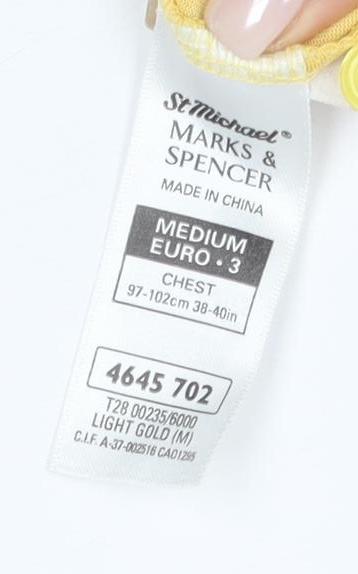 St Michael®
MARKS &
SPENCER
MADE IN CHINA
MEDIUM
EURO · 3
CHEST
97-102cm 38-40in
4645 702
T28 00235/6000
LIGHT GOLD (M)
C.I.F. A-37-002516 CA01295